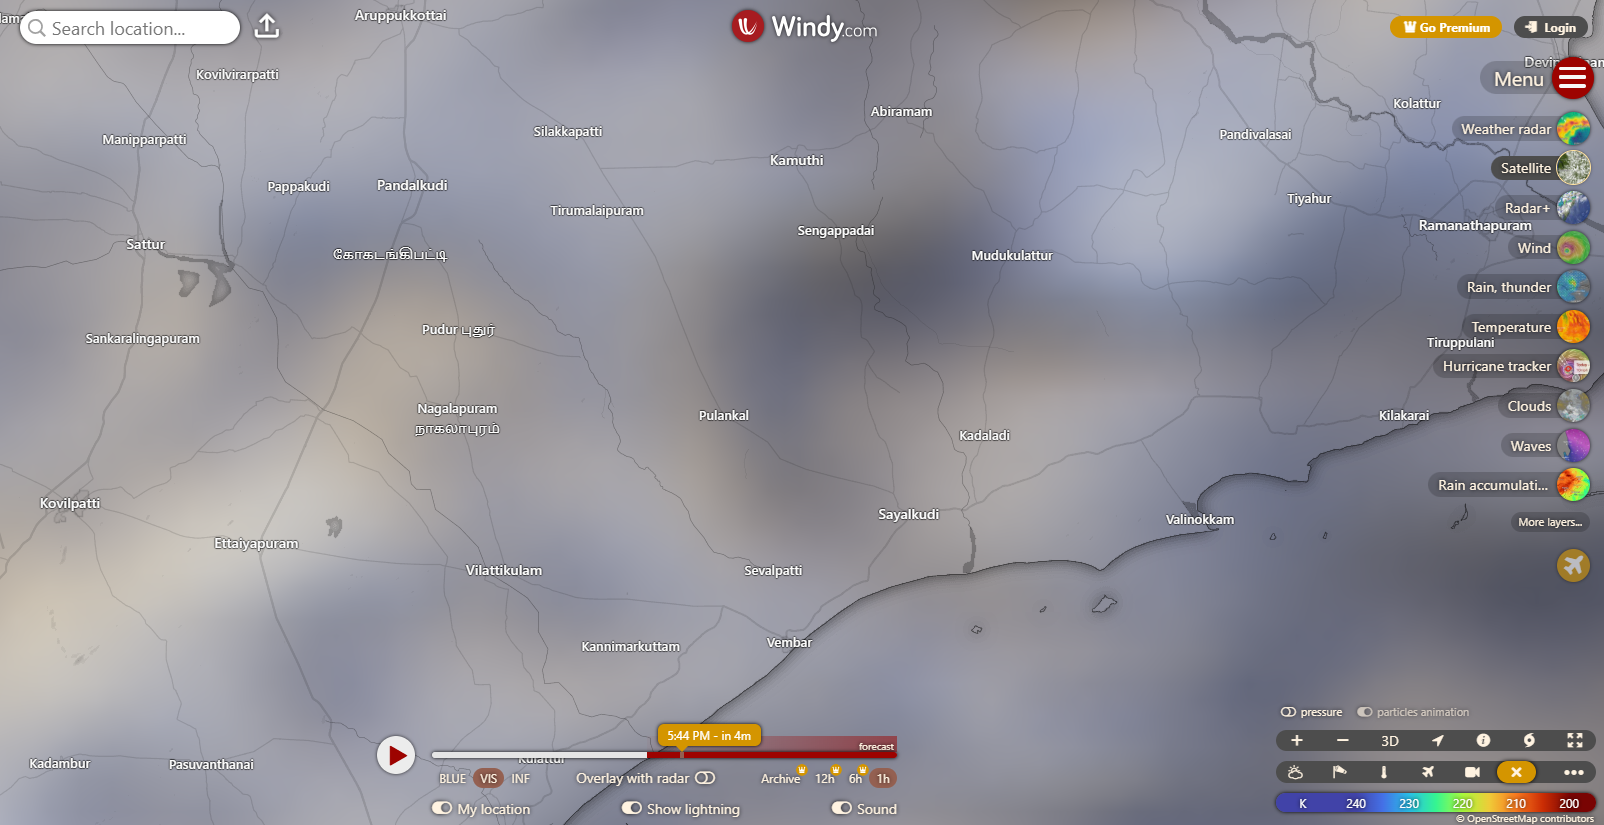 Search location...
Aruppukkottai
Windy.com
Go Premium
Login
Menu
Kovilvirarpatti
Abiramam
Kolattur
Manipparpatti
Silakkapatti
Pandivalasai
Weather radar
Kamuthi
Satellite
Pappakudi
Pandalkudi
Tirumalaipuram
Tiyahur
Radar+
Sengappadai
Ramanathapuram
Sattur
கோகடங்கிபட்டி
Mudukulattur
Wind
Rain, thunder
Pudur புதுர்
Temperature
Sankaralingapuram
Tiruppulani
Hurricane tracker
Nagalapuram
நாகலாபுரம்
Pulankal
Kilakarai
Clouds
Kadaladi
Waves
Rain accumulati...
Kovilpatti
Sayalkudi
Valinokkam
More layers...
Ettaiyapuram
Vilattikulam
Sevalpatti
Kannimarkuttam
Vembar
pressure
particles animation
5:44 PM - in 4m
forecast
3D
Kadambur
Pasuvanthanai
Kulattur
BLUE VIS INF
Overlay with radar
Archive 12h 6h 1h
My location
Show lightning
Sound
K 240 230 220 210 200
© OpenStreetMap contributors